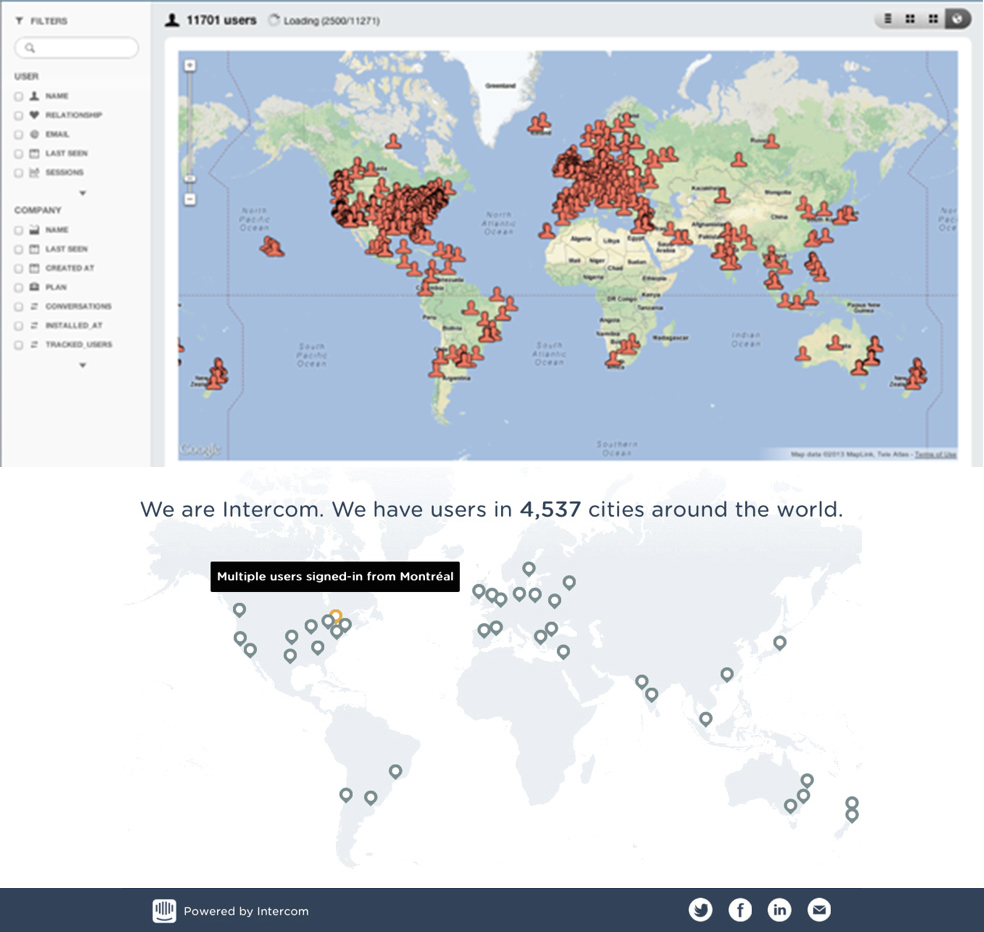 FILTERS
11701 users
Loading (2500/11271)
USER
NAME
RELATIONSHIP
EMAIL
LAST SEEN
SESSIONS
COMPANY
NAME
LAST SEEN
CREATED AT
PLAN
CONVERSATIONS
INSTALLED_AT
TRACKED_USERS
Greenland
North
Pacific
Ocean
North
Atlantic
Ocean
Kazakhstan
Mongolia
China
Afghanistan
Algeria
Libya
Egypt
Saudi
Arabia
Mali
Niger
Chad
Sudan
Nigeria
Ethiopia
DR Congo
Kenya
Tanzania
Angola
Namibia
Madagascar
Papua New
Guinea
Peru
Bolivia
Argentina
South
Pacific
Ocean
South
Atlantic
Ocean
Indian
Ocean
Southern
Ocean
Google
Map data ©2013 MapLink, Tele Atlas - Terms of Use
We are Intercom. We have users in 4,537 cities around the world.
Multiple users signed-in from Montréal
Powered by Intercom